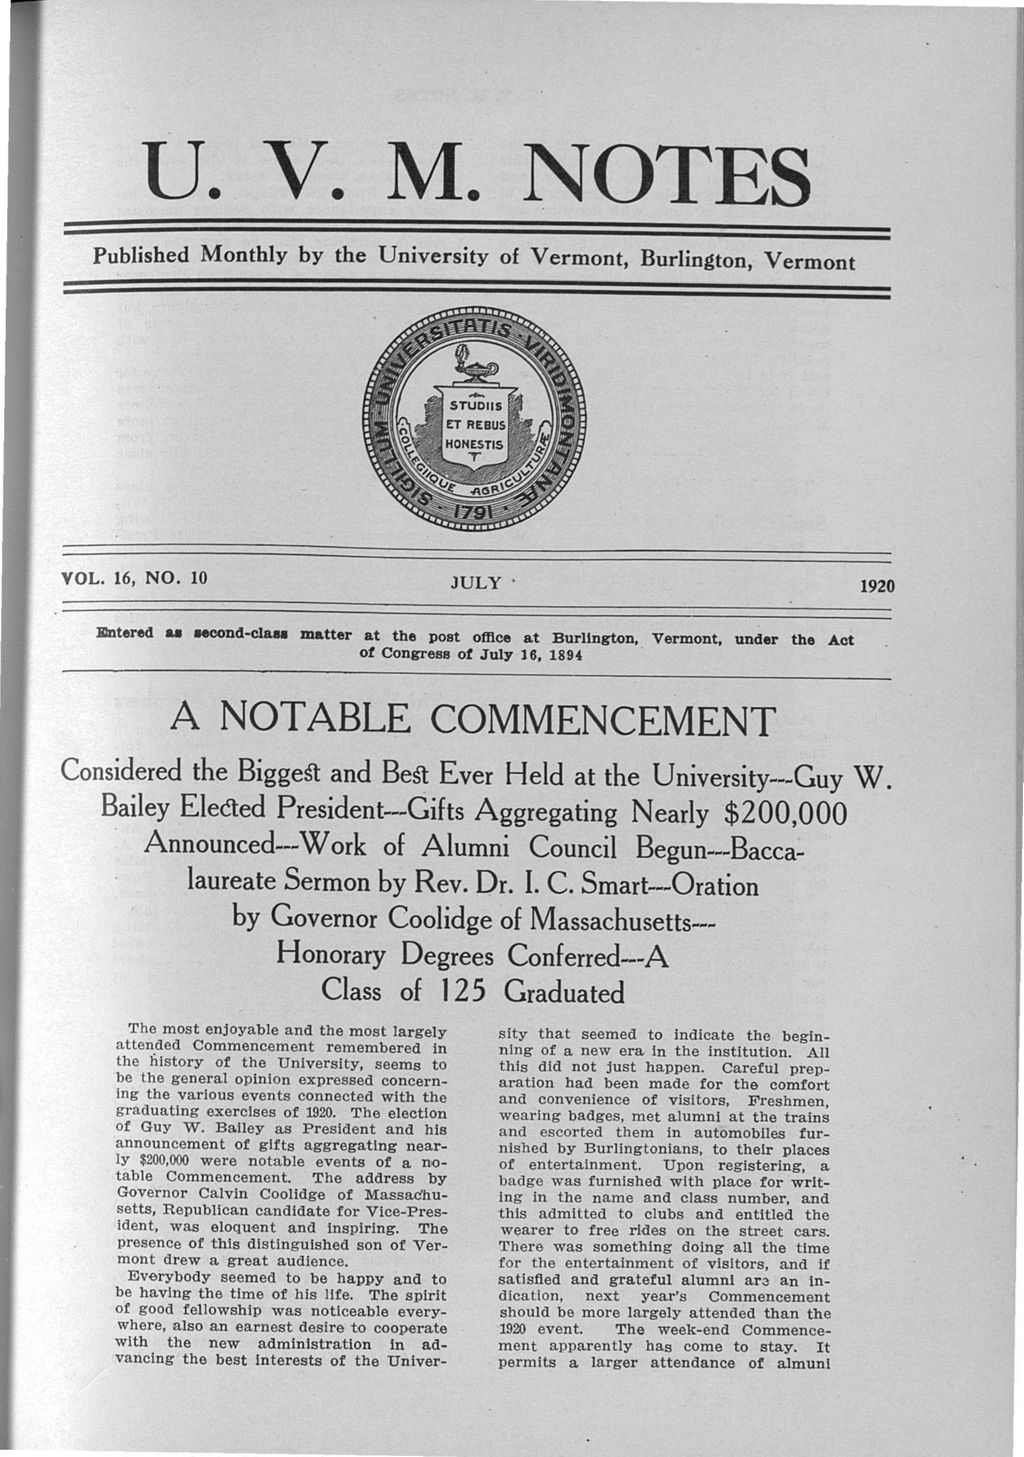 U. V. M. NOTES
Published Monthly by the University of Vermont, Burlington, Vermont
SIGILLUM - UNIVERSITATIS - VIRIDIMONTANÆ
COLLEGIIQUE AGRICULTURÆ
STUDIIS
ET REBUS
HONESTIS
· 1791 ·
VOL. 16, NO. 10 JULY 1920
Entered as second-class matter at the post office at Burlington, Vermont, under the Act
of Congress of July 16, 1894
A NOTABLE COMMENCEMENT
Considered the Biggest and Best Ever Held at the University---Guy W.
Bailey Elected President---Gifts Aggregating Nearly $200,000
Announced---Work of Alumni Council Begun---Bacca-
laureate Sermon by Rev. Dr. I. C. Smart---Oration
by Governor Coolidge of Massachusetts---
Honorary Degrees Conferred---A
Class of 125 Graduated
The most enjoyable and the most largely
attended Commencement remembered in
the history of the University, seems to
be the general opinion expressed concern-
ing the various events connected with the
graduating exercises of 1920. The election
of Guy W. Bailey as President and his
announcement of gifts aggregating near-
ly $200,000 were notable events of a no-
table Commencement. The address by
Governor Calvin Coolidge of Massachu-
setts, Republican candidate for Vice-Pres-
ident, was eloquent and inspiring. The
presence of this distinguished son of Ver-
mont drew a great audience.
Everybody seemed to be happy and to
be having the time of his life. The spirit
of good fellowship was noticeable every-
where, also an earnest desire to cooperate
with the new administration in ad-
vancing the best interests of the Univer-
sity that seemed to indicate the begin-
ning of a new era in the institution. All
this did not just happen. Careful prep-
aration had been made for the comfort
and convenience of visitors, Freshmen,
wearing badges, met alumni at the trains
and escorted them in automobiles fur-
nished by Burlingtonians, to their places
of entertainment. Upon registering, a
badge was furnished with place for writ-
ing in the name and class number, and
this admitted to clubs and entitled the
wearer to free rides on the street cars.
There was something doing all the time
for the entertainment of visitors, and if
satisfied and grateful alumni are an in-
dication, next year's Commencement
should be more largely attended than the
1920 event. The week-end Commence-
ment apparently has come to stay. It
permits a larger attendance of almuni